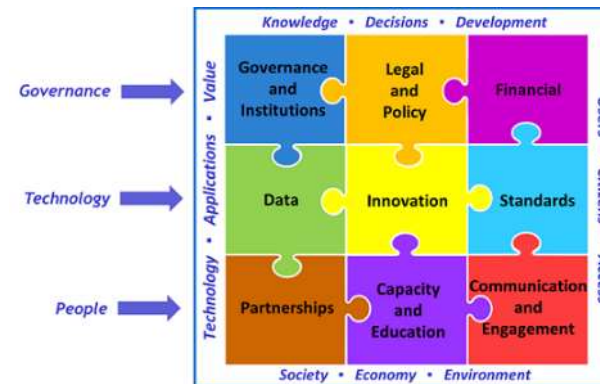 Knowledge • Decisions • Development
Governance
Technology
People
Technology • Applications • Value
Governance
and
Institutions
Legal
and
Policy
Financial
Data
Innovation
Standards
Partnerships
Capacity
and
Education
Communication
and
Engagement
Society • Economy • Environment